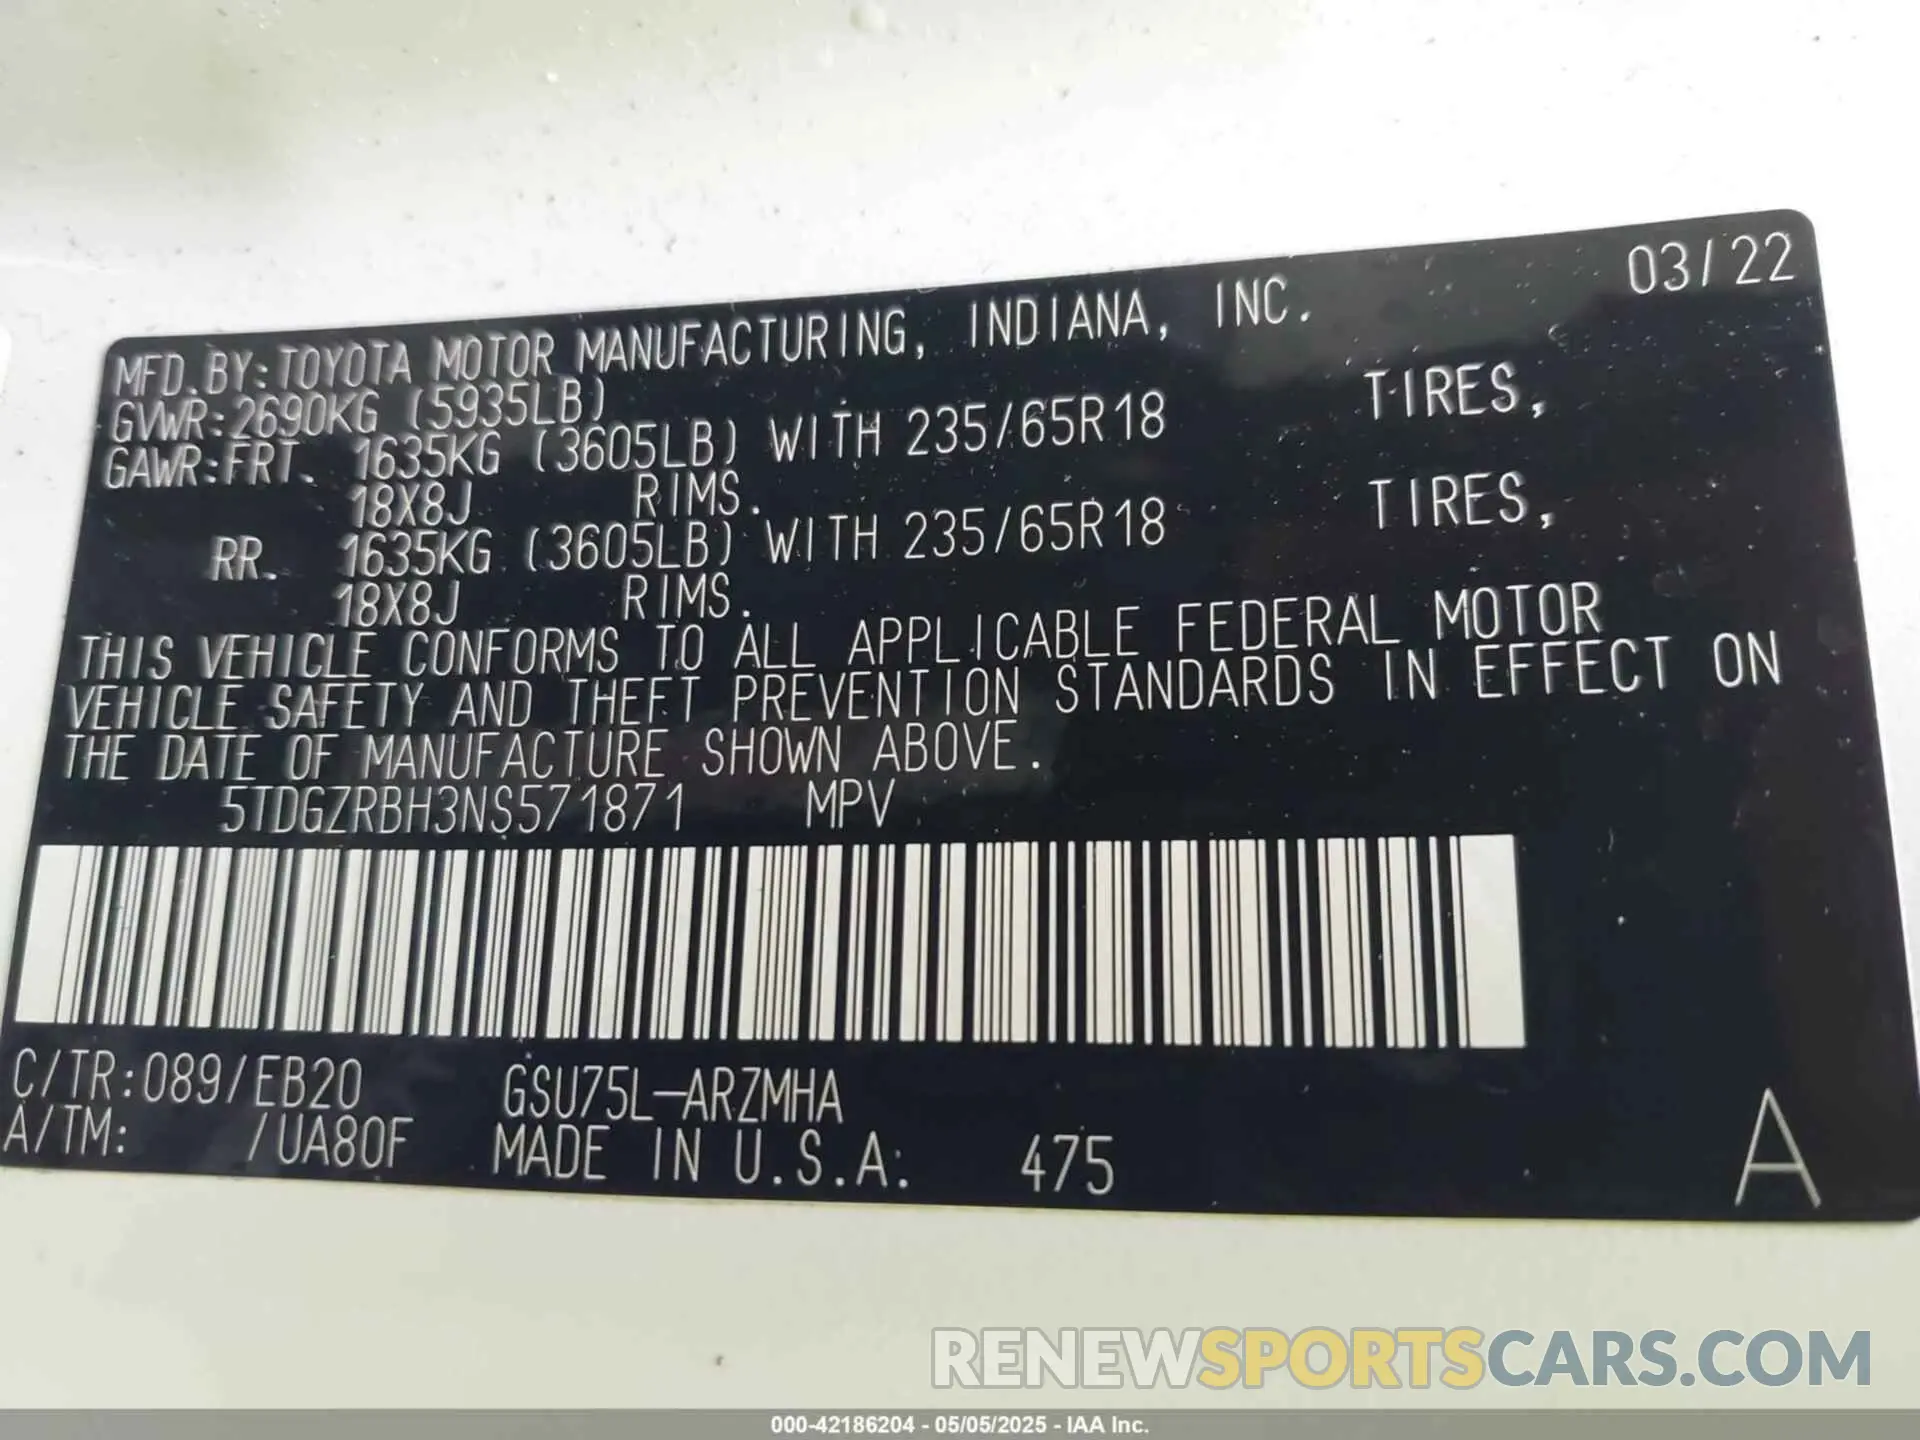 03/22
MFD.BY:TOYOTA MOTOR MANUFACTURING, INDIANA, INC.
GVWR:2690KG (5935LB)
GAWR:FRT. 1635KG (3605LB) WITH 235/65R18 TIRES,
18X8J RIMS.
RR. 1635KG (3605LB) WITH 235/65R18 TIRES,
18X8J RIMS.
THIS VEHICLE CONFORMS TO ALL APPLICABLE FEDERAL MOTOR
VEHICLE SAFETY AND THEFT PREVENTION STANDARDS IN EFFECT ON
THE DATE OF MANUFACTURE SHOWN ABOVE.
5TDGZRBH3NS571871 MPV
C/TR:089/EB20 GSU75L-ARZMHA
A/TM: /UA80F MADE IN U.S.A. 475 A
RENEWSPORTSCARS.COM
000-42186204 - 05/05/2025 - IAA Inc.